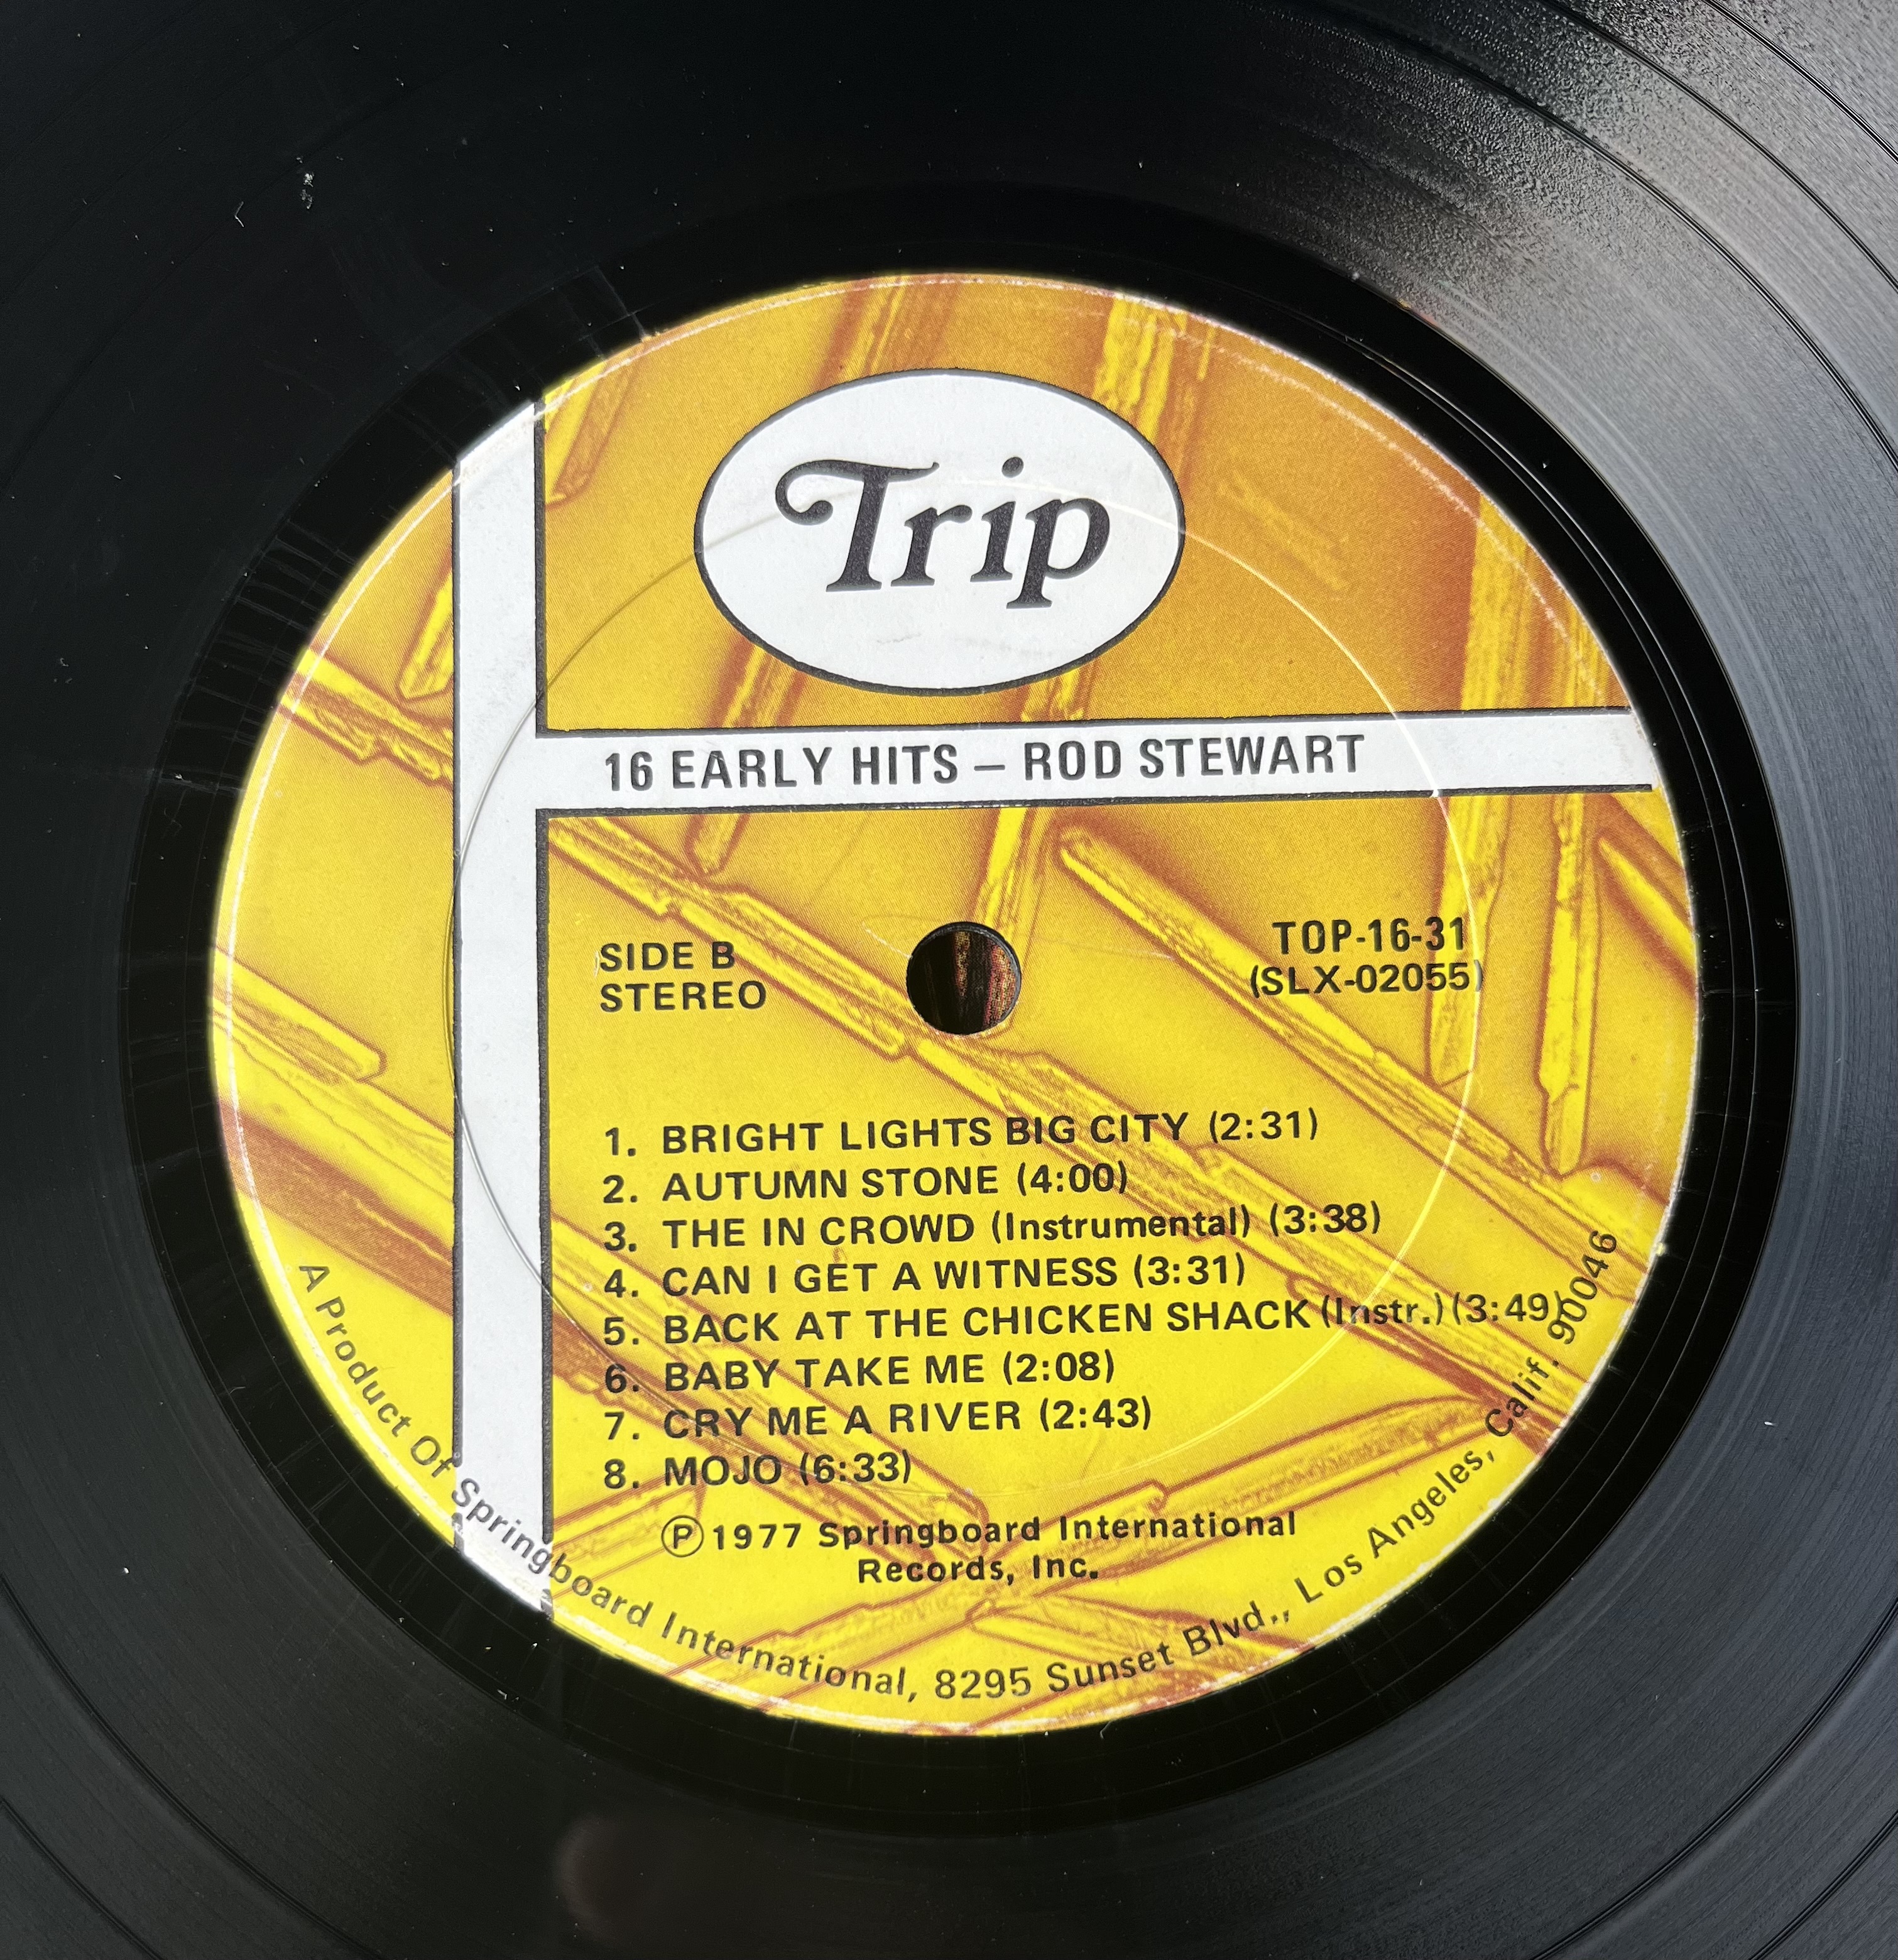 Trip
16 EARLY HITS – ROD STEWART
SIDE B
STEREO
TOP-16-31
(SLX-02055)
1. BRIGHT LIGHTS BIG CITY (2:31)
2. AUTUMN STONE (4:00)
3. THE IN CROWD (Instrumental) (3:38)
4. CAN I GET A WITNESS (3:31)
5. BACK AT THE CHICKEN SHACK (Instr.) (3:49)
6. BABY TAKE ME (2:08)
7. CRY ME A RIVER (2:43)
8. MOJO (6:33)
Ⓟ1977 Springboard International
Records, Inc.
A Product Of Springboard International, 8295 Sunset Blvd., Los Angeles, Calif. 90046